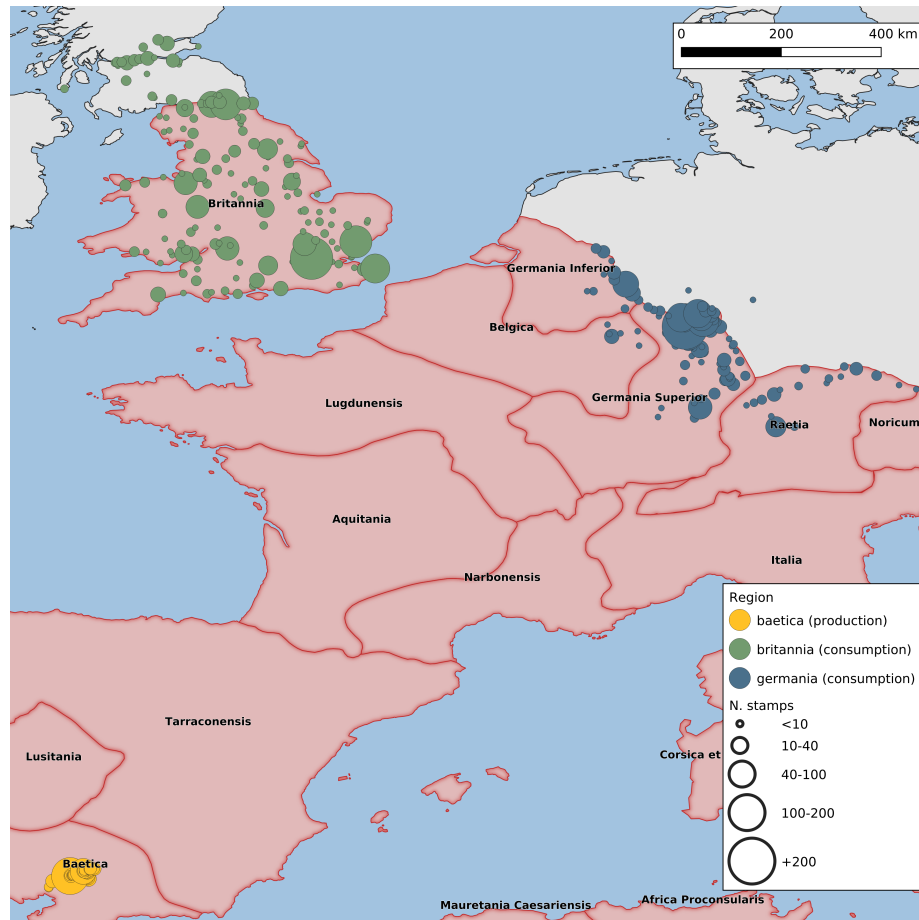 0 200 400 km
Britannia
Germania Inferior
Belgica
Germania Superior
Lugdunensis
Raetia
Noricum
Aquitania
Italia
Narbonensis
Region
baetica (production)
britannia (consumption)
germania (consumption)
N. stamps
<10
10-40
40-100
100-200
+200
Tarraconensis
Lusitania
Corsica et
Baetica
Africa Proconsularis
Mauretania Caesariensis